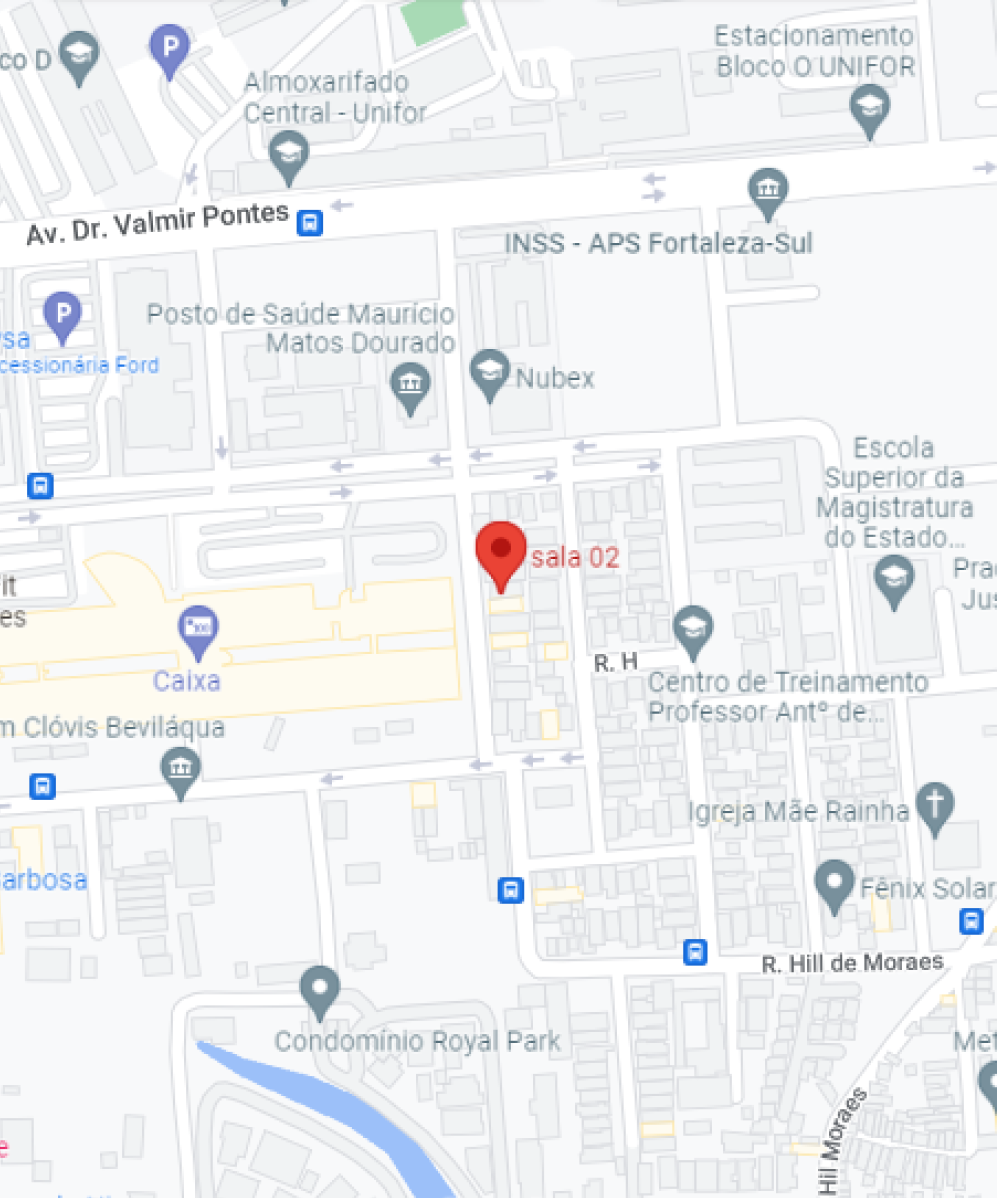 co D
Almoxarifado
Central - Unifor
Estacionamento
Bloco O UNIFOR
Av. Dr. Valmir Pontes
INSS - APS Fortaleza-Sul
Posto de Saúde Maurício
Matos Dourado
sa
cessionária Ford
Nubex
Escola
Superior da
Magistratura
do Estado...
sala 02
Pra
Jus
it
es
Caixa
R. H
Centro de Treinamento
Professor Antº de...
m Clóvis Beviláqua
Igreja Mãe Rainha
arbosa
Fênix Solar
R. Hill de Moraes
Condomínio Royal Park
Met
Hil Moraes
e